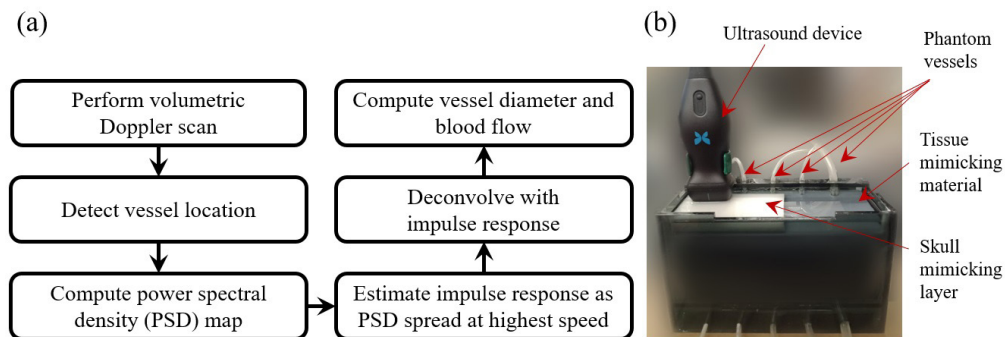 (a)
Perform volumetric
Doppler scan
Detect vessel location
Compute power spectral
density (PSD) map
Estimate impulse response as
PSD spread at highest speed
Deconvolve with
impulse response
Compute vessel diameter and
blood flow
(b)
Ultrasound device
Phantom
vessels
Tissue
mimicking
material
Skull
mimicking
layer